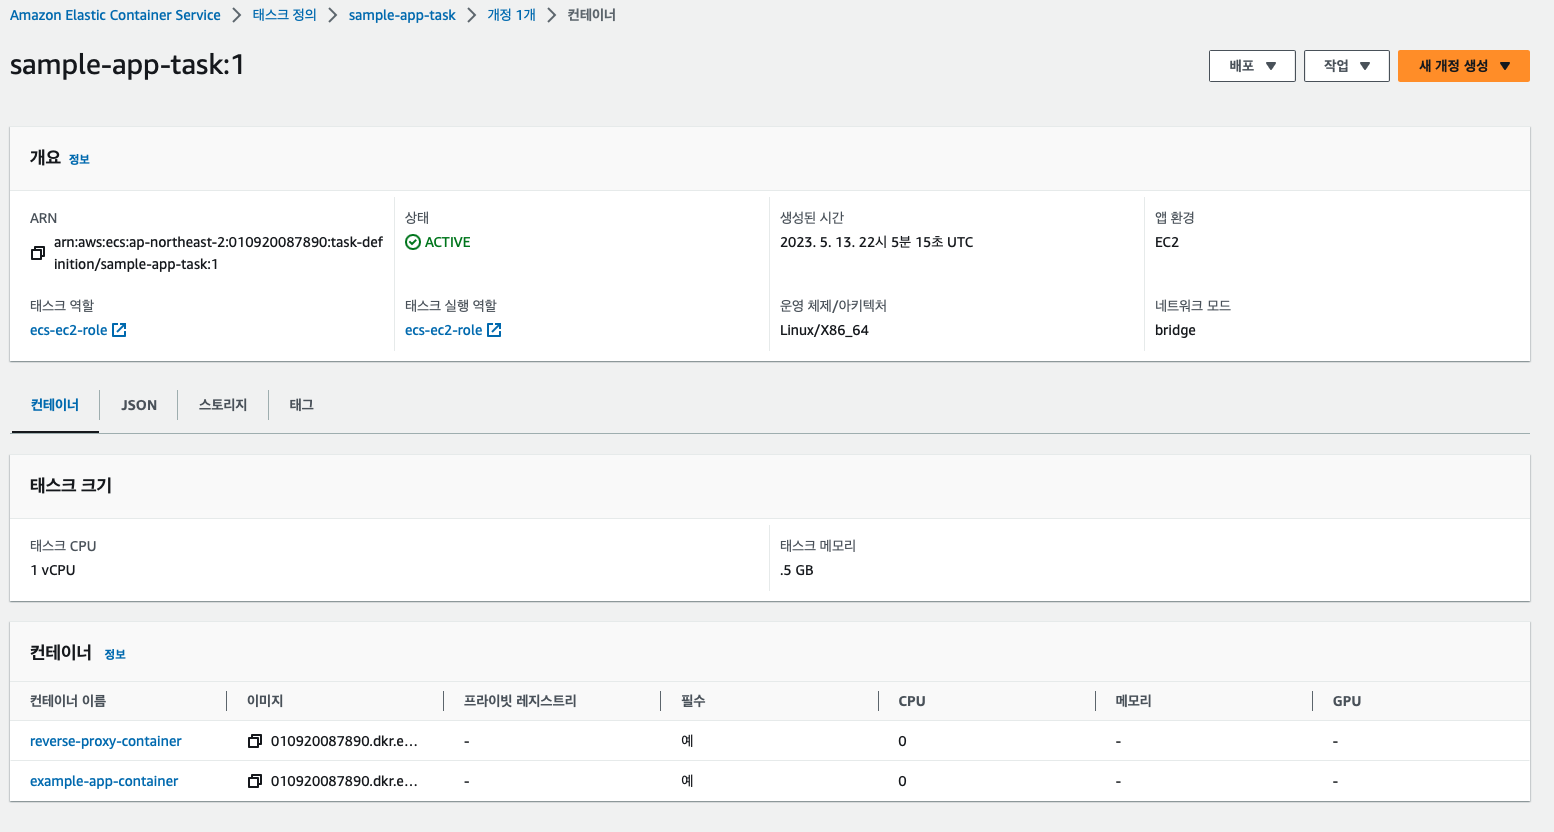 Amazon Elastic Container Service > 태스크 정의 > sample-app-task > 개정 1개 > 컨테이너
sample-app-task:1
배포 ▼ 작업 ▼ 새 개정 생성 ▼
개요 정보
ARN 상태 생성된 시간 앱 환경
arn:aws:ecs:ap-northeast-2:010920087890:task-def ACTIVE 2023. 5. 13. 22시 5분 15초 UTC EC2
inition/sample-app-task:1
태스크 역할 태스크 실행 역할 운영 체제/아키텍처 네트워크 모드
ecs-ec2-role ecs-ec2-role Linux/X86_64 bridge
컨테이너 JSON 스토리지 태그
태스크 크기
태스크 CPU 태스크 메모리
1 vCPU .5 GB
컨테이너 정보
컨테이너 이름 이미지 프라이빗 레지스트리 필수 CPU 메모리 GPU
reverse-proxy-container 010920087890.dkr.e... - 예 0 - -
example-app-container 010920087890.dkr.e... - 예 0 - -